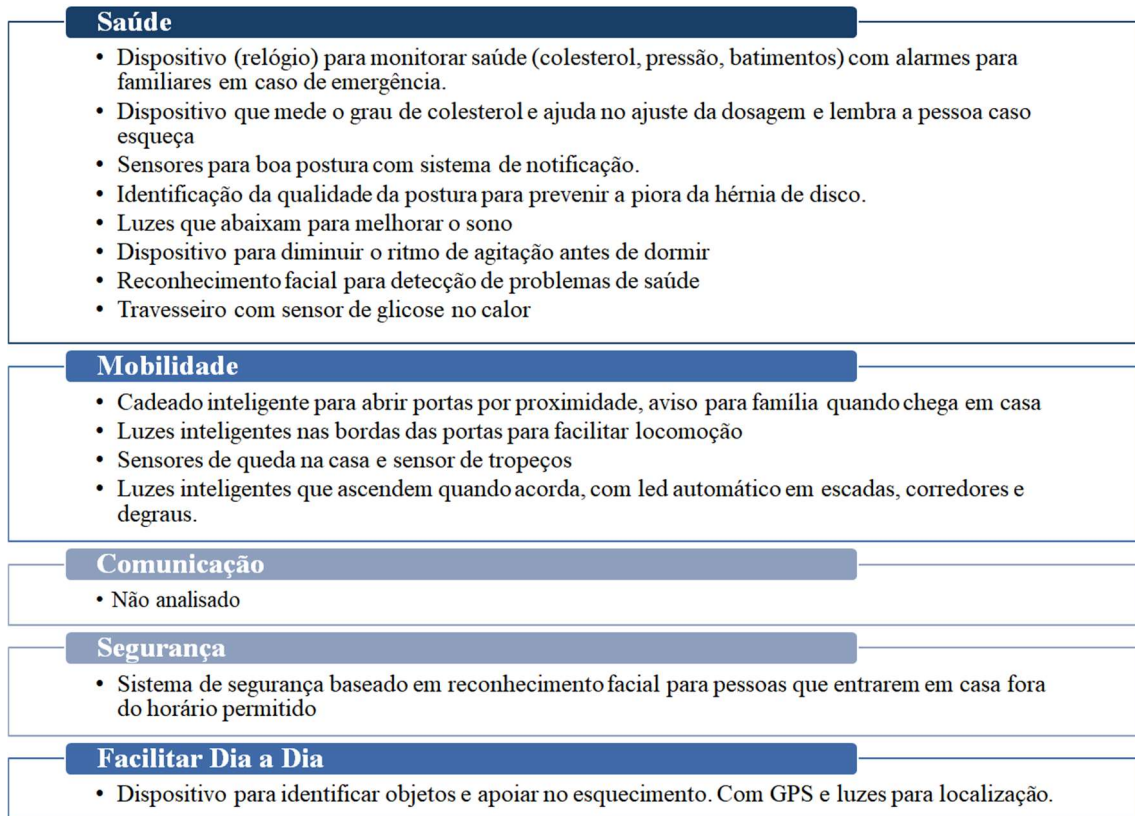 Saúde
• Dispositivo (relógio) para monitorar saúde (colesterol, pressão, batimentos) com alarmes para
familiares em caso de emergência.
• Dispositivo que mede o grau de colesterol e ajuda no ajuste da dosagem e lembra a pessoa caso
esqueça
• Sensores para boa postura com sistema de notificação.
• Identificação da qualidade da postura para prevenir a piora da hérnia de disco.
• Luzes que abaixam para melhorar o sono
• Dispositivo para diminuir o ritmo de agitação antes de dormir
• Reconhecimento facial para detecção de problemas de saúde
• Travesseiro com sensor de glicose no calor
Mobilidade
• Cadeado inteligente para abrir portas por proximidade, aviso para família quando chega em casa
• Luzes inteligentes nas bordas das portas para facilitar locomoção
• Sensores de queda na casa e sensor de tropeços
• Luzes inteligentes que ascendem quando acorda, com led automático em escadas, corredores e
degraus.
Comunicação
• Não analisado
Segurança
• Sistema de segurança baseado em reconhecimento facial para pessoas que entrarem em casa fora
do horário permitido
Facilitar Dia a Dia
• Dispositivo para identificar objetos e apoiar no esquecimento. Com GPS e luzes para localização.